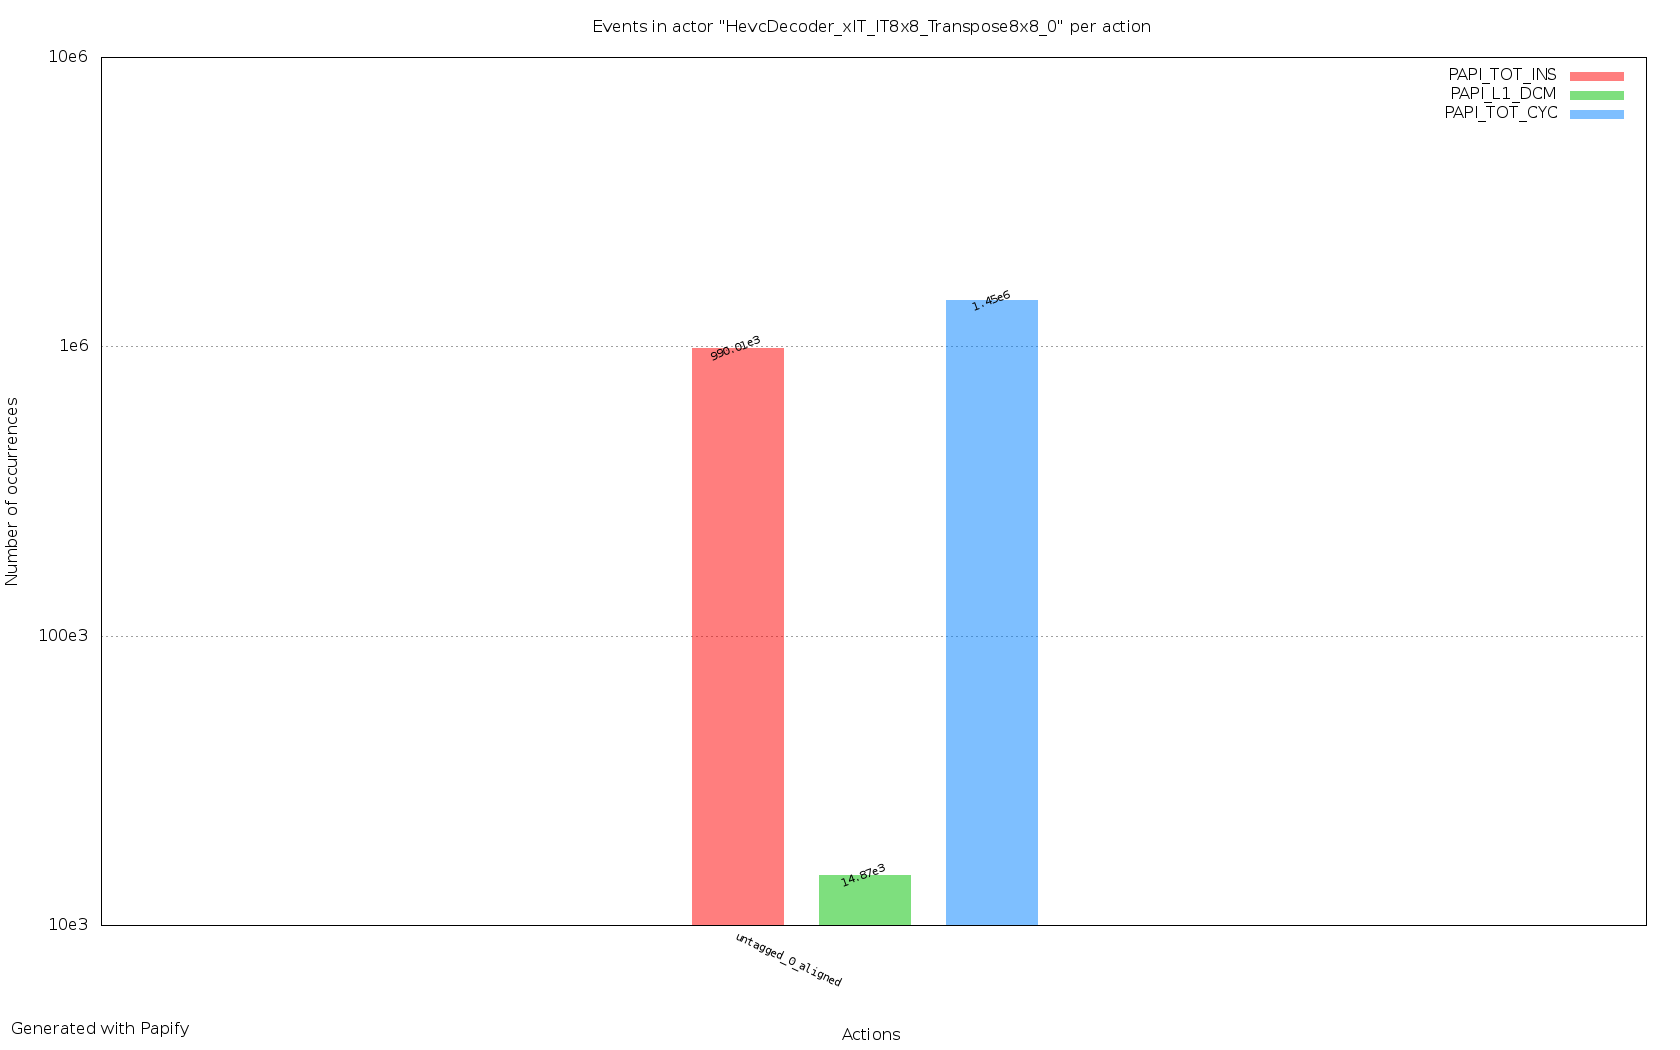 Events in actor "HevcDecoder_xIT_IT8x8_Transpose8x8_0" per action
10e6
1e6
100e3
10e3
Number of occurrences
PAPI_TOT_INS
PAPI_L1_DCM
PAPI_TOT_CYC
990.01e3
14.87e3
1.45e6
untagged_0_aligned
Actions
Generated with Papify